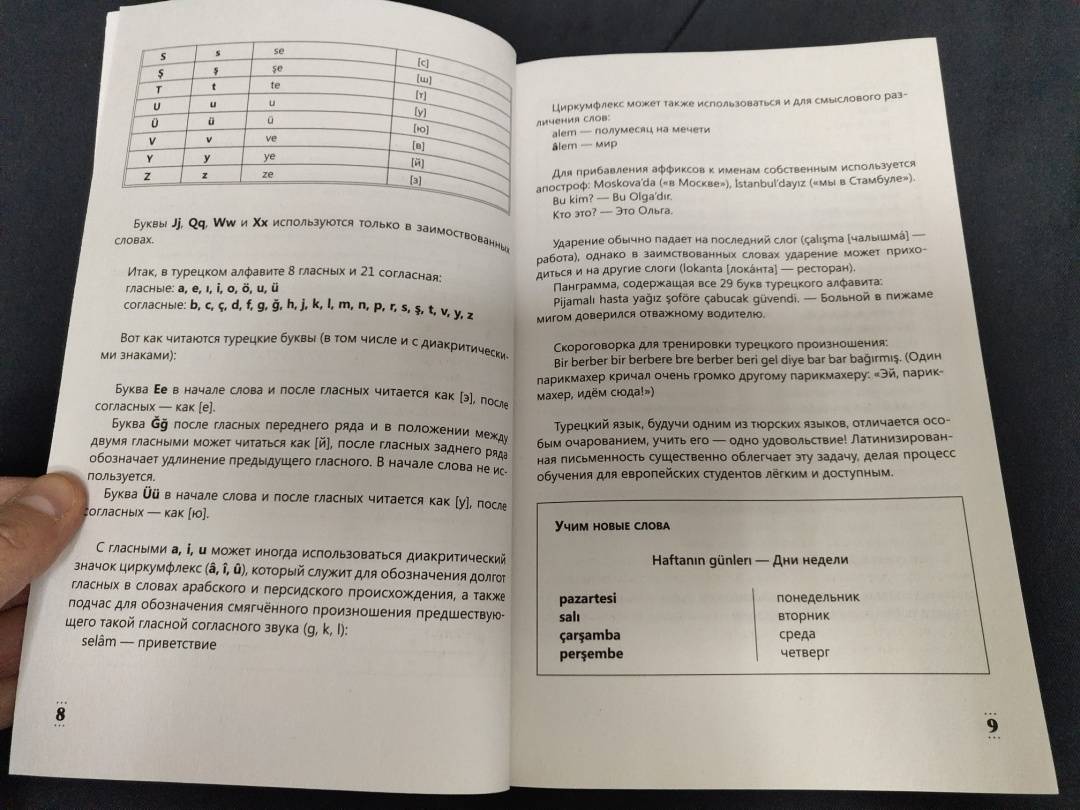 S s se [с]
Ş ş şe [ш]
T t te [т]
U u u [у]
Ü ü ü [ю]
V v ve [в]
Y y ye [й]
Z z ze [з]
Буквы Jj, Qq, Ww и Xx используются только в заимствованных
словах.
Итак, в турецком алфавите 8 гласных и 21 согласная:
гласные: a, e, ı, i, o, ö, u, ü
согласные: b, c, ç, d, f, g, ğ, h, j, k, l, m, n, p, r, s, ş, t, v, y, z
Вот как читаются турецкие буквы (в том числе и с диакритически-
ми знаками):
Буква Ee в начале слова и после гласных читается как [э], после
согласных — как [е].
Буква Ğğ после гласных переднего ряда и в положении между
двумя гласными может читаться как [й], после гласных заднего ряда
обозначает удлинение предыдущего гласного. В начале слова не ис-
пользуется.
Буква Üü в начале слова и после гласных читается как [у], после
согласных — как [ю].
С гласными a, i, u может иногда использоваться диакритический
значок циркумфлекс (â, î, û), который служит для обозначения долгот
гласных в словах арабского и персидского происхождения, а также
подчас для обозначения смягчённого произношения предшествую-
щего такой гласной согласного звука (g, k, l):
selâm — приветствие
8
Циркумфлекс может также использоваться и для смыслового раз-
личения слов:
alem — полумесяц на мечети
âlem — мир
Для прибавления аффиксов к именам собственным используется
апостроф: Moskova'da («в Москве»), İstanbul'dayız («мы в Стамбуле»).
Bu kim? — Bu Olga'dır.
Кто это? — Это Ольга.
Ударение обычно падает на последний слог (çalışma [чалышмá] —
работа), однако в заимствованных словах ударение может прихо-
диться и на другие слоги (lokanta [локáнта] — ресторан).
Панграмма, содержащая все 29 букв турецкого алфавита:
Pijamalı hasta yağız şoföre çabucak güvendi. — Больной в пижаме
мигом доверился отважному водителю.
Скороговорка для тренировки турецкого произношения:
Bir berber bir berbere bre berber beri gel diye bar bar bağırmış. (Один
парикмахер кричал очень громко другому парикмахеру: «Эй, парик-
махер, идём сюда!»)
Турецкий язык, будучи одним из тюркских языков, отличается осо-
бым очарованием, учить его — одно удовольствие! Латинизирован-
ная письменность существенно облегчает эту задачу, делая процесс
обучения для европейских студентов лёгким и доступным.
Учим новые слова
Haftanın günlerı — Дни недели
pazartesi понедельник
salı вторник
çarşamba среда
perşembe четверг
9